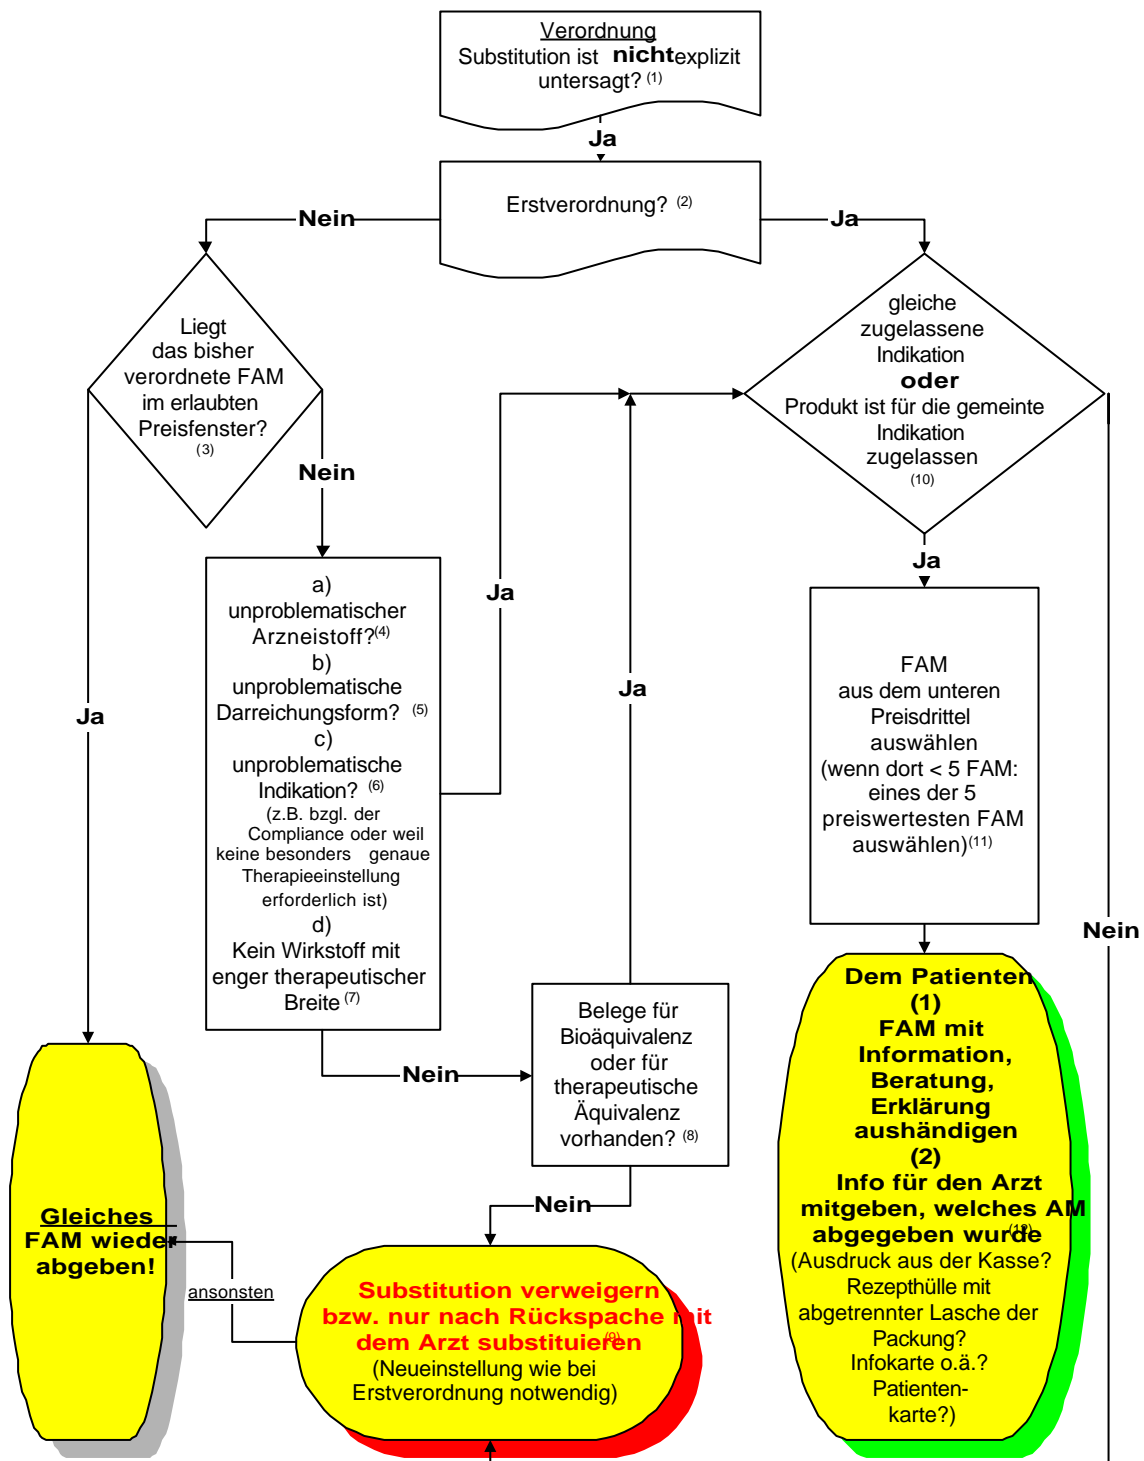 Verordnung
Substitution ist nicht explizit
untersagt? (1)
Ja
Erstverordnung? (2)
Nein
Ja
Liegt
das bisher
verordnete FAM
im erlaubten
Preisfenster?
(3)
Nein
Ja
gleiche
zugelassene
Indikation
oder
Produkt ist für die gemeinte
Indikation
zugelassen
(10)
Ja
a)
unproblematischer
Arzneistoff? (4)
b)
unproblematische
Darreichungsform? (5)
c)
unproblematische
Indikation? (6)
(z.B. bzgl. der
Compliance oder weil
keine besonders genaue
Therapieeinstellung
erforderlich ist)
d)
Kein Wirkstoff mit
enger therapeutischer
Breite (7)
Ja
Nein
Belege für
Bioäquivalenz
oder für
therapeutische
Äquivalenz
vorhanden? (8)
Ja
Nein
FAM
aus dem unteren
Preisdrittel
auswählen
(wenn dort < 5 FAM:
eines der 5
preiswertesten FAM
auswählen) (11)
Nein
Dem Patienten
(1)
FAM mit
Information,
Beratung,
Erklärung
aushändigen
(2)
Info für den Arzt
mitgeben, welches AM
abgegeben wurde (12)
(Ausdruck aus der Kasse?
Rezepthülle mit
abgetrennter Lasche der
Packung?
Infokarte o.ä.?
Patienten-
karte?)
Gleiches
FAM wieder
abgeben!
ansonsten
Substitution verweigern
bzw. nur nach Rückspache mit
dem Arzt substituieren (9)
(Neueinstellung wie bei
Erstverordnung notwendig)